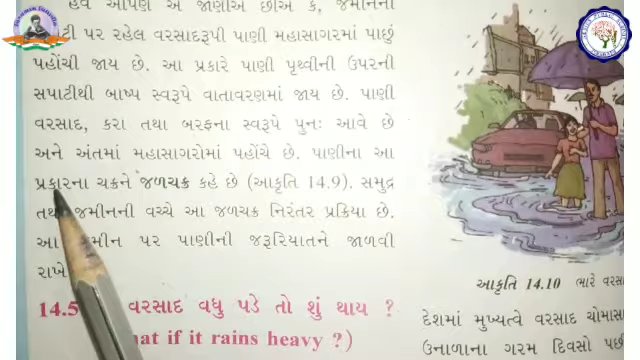 હવે આપણે એ જાણીએ છીએ કે, જમીનની
પર રહેલ વરસાદરૂપી પાણી મહાસાગરમાં પાછું
પહોંચી જાય છે. આ પ્રકારે પાણી પૃથ્વીની ઉપરની
સપાટીથી બાષ્પ સ્વરૂપે વાતાવરણમાં જાય છે. પાણી
વરસાદ, કરા તથા બરફના સ્વરૂપે પુનઃ આવે છે
અને અંતમાં મહાસાગરોમાં પહોંચે છે. પાણીના આ
પ્રકારના ચક્રને જળચક્ર કહે છે (આકૃતિ 14.9). સમુદ્ર
જમીનની વચ્ચે આ જળચક્ર નિરંતર પ્રક્રિયા છે.
આ પર પાણીની જરૂરિયાતને જાળવી
રાખે
14.5 વરસાદ વધુ પડે તો શું થાય ?
if it rains heavy ?)
આકૃતિ 14.10 ભારે
દેશમાં મુખ્યત્વે વરસાદ
ઉનાળાના ગરમ દિવસો પછી